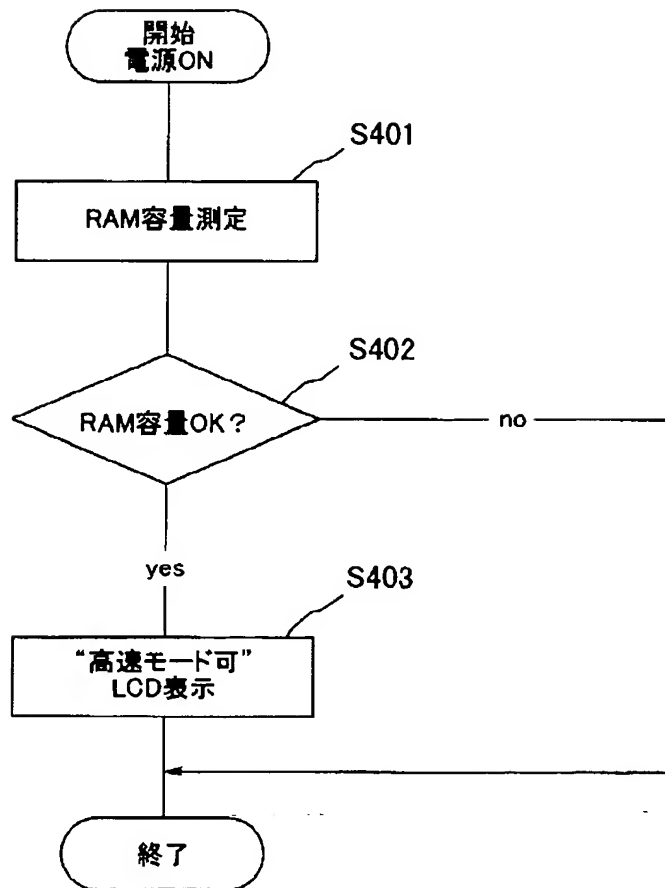 開始
電源ON
S401
RAM容量測定
S402
RAM容量OK？
no
yes
S403
“高速モード可”
LCD表示
終了